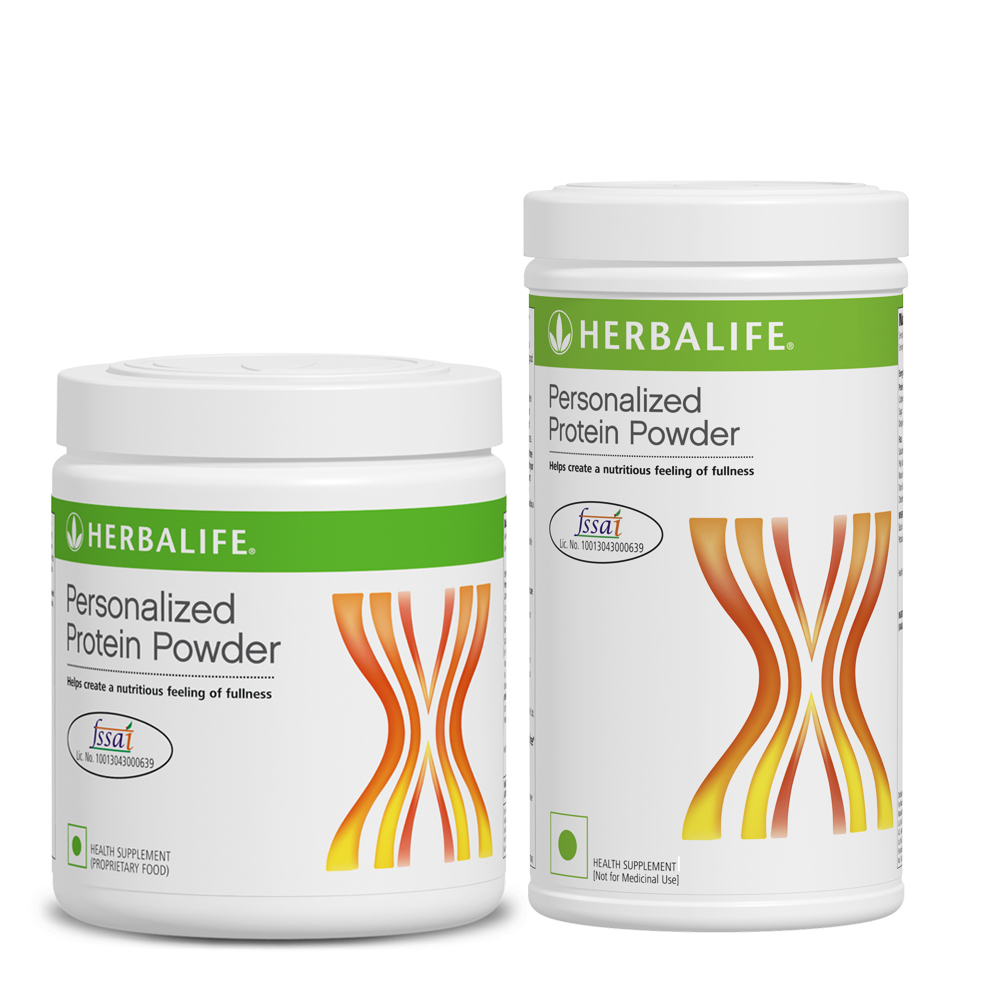 HERBALIFE®
Personalized
Protein Powder
Helps create a nutritious feeling of fullness
fssai
Lic. No. 10013043000639
HEALTH SUPPLEMENT
(PROPRIETARY FOOD)
HERBALIFE®
Personalized
Protein Powder
Helps create a nutritious feeling of fullness
fssai
Lic. No. 10013043000639
HEALTH SUPPLEMENT
[Not for Medicinal Use]